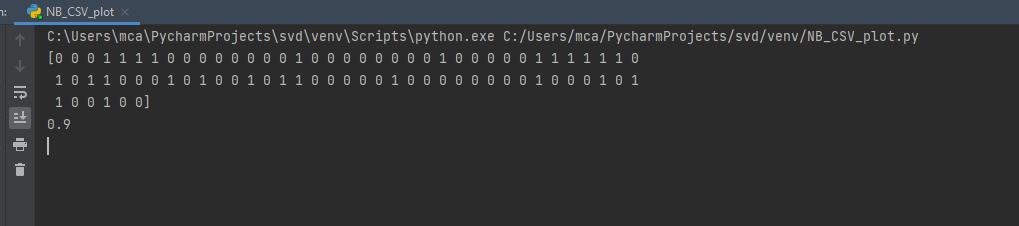 n: NB_CSV_plot ×
C:\Users\mca\PycharmProjects\svd\venv\Scripts\python.exe C:/Users/mca/PycharmProjects/svd/venv/NB_CSV_plot.py
[0 0 0 1 1 1 1 0 0 0 0 0 0 0 0 1 0 0 0 0 0 0 0 0 1 0 0 0 0 0 1 1 1 1 1 1 0
1 0 1 1 0 0 0 1 0 1 0 0 1 0 1 1 0 0 0 0 0 1 0 0 0 0 0 0 0 0 1 0 0 0 1 0 1
1 0 0 1 0 0]
0.9